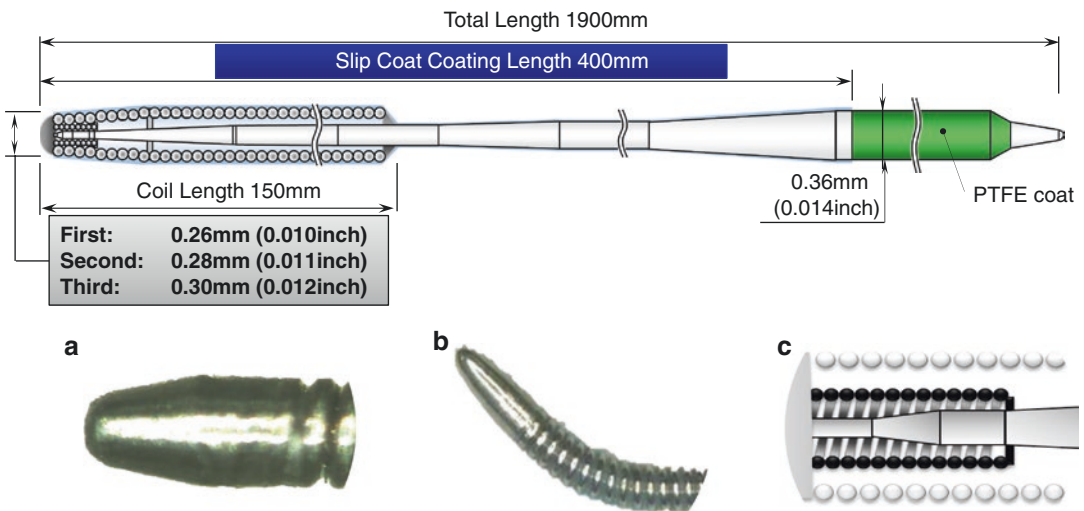 Total Length 1900mm
Slip Coat Coating Length 400mm
Coil Length 150mm
0.36mm
(0.014inch)
PTFE coat
First: 0.26mm (0.010inch)
Second: 0.28mm (0.011inch)
Third: 0.30mm (0.012inch)
a
b
c